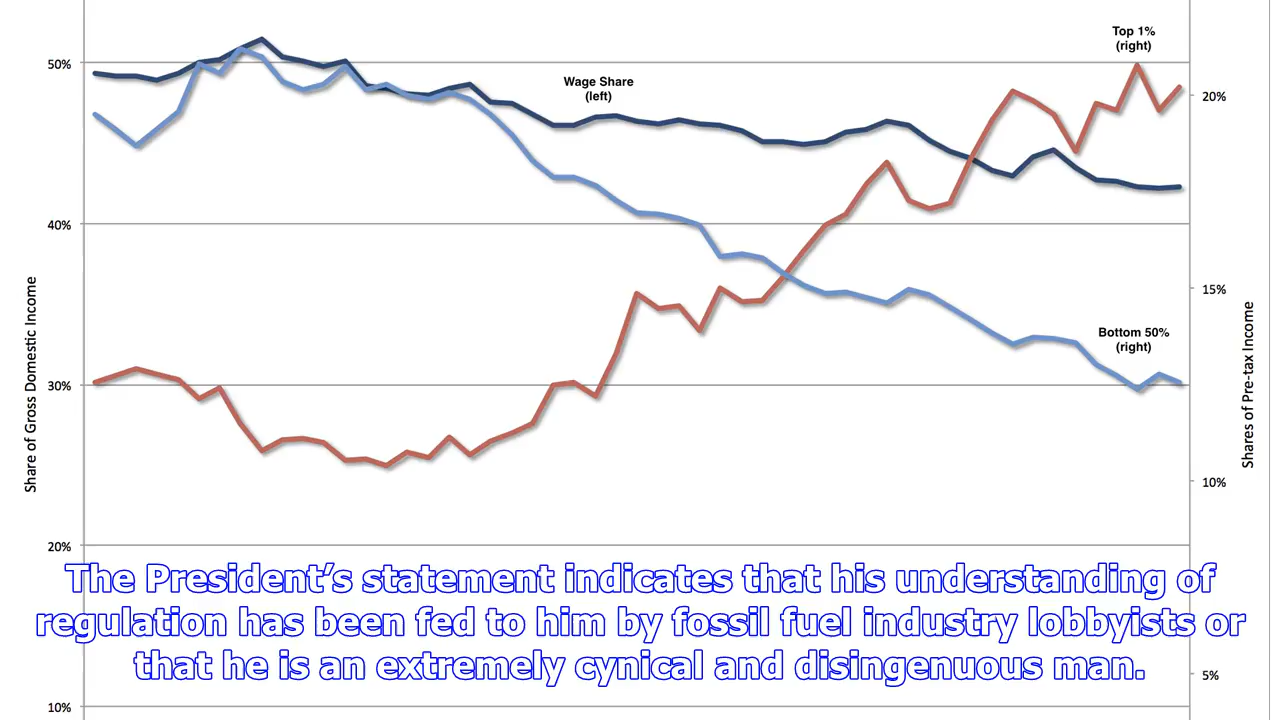 Top 1%
(right)
50%
Wage Share
(left)
20%
40%
15%
Share of Gross Domestic Income
Shares of Pre-tax Income
Bottom 50%
(right)
30%
10%
20%
The President’s statement indicates that his understanding of
regulation has been fed to him by fossil fuel industry lobbyists or
that he is an extremely cynical and disingenuous man.
5%
10%